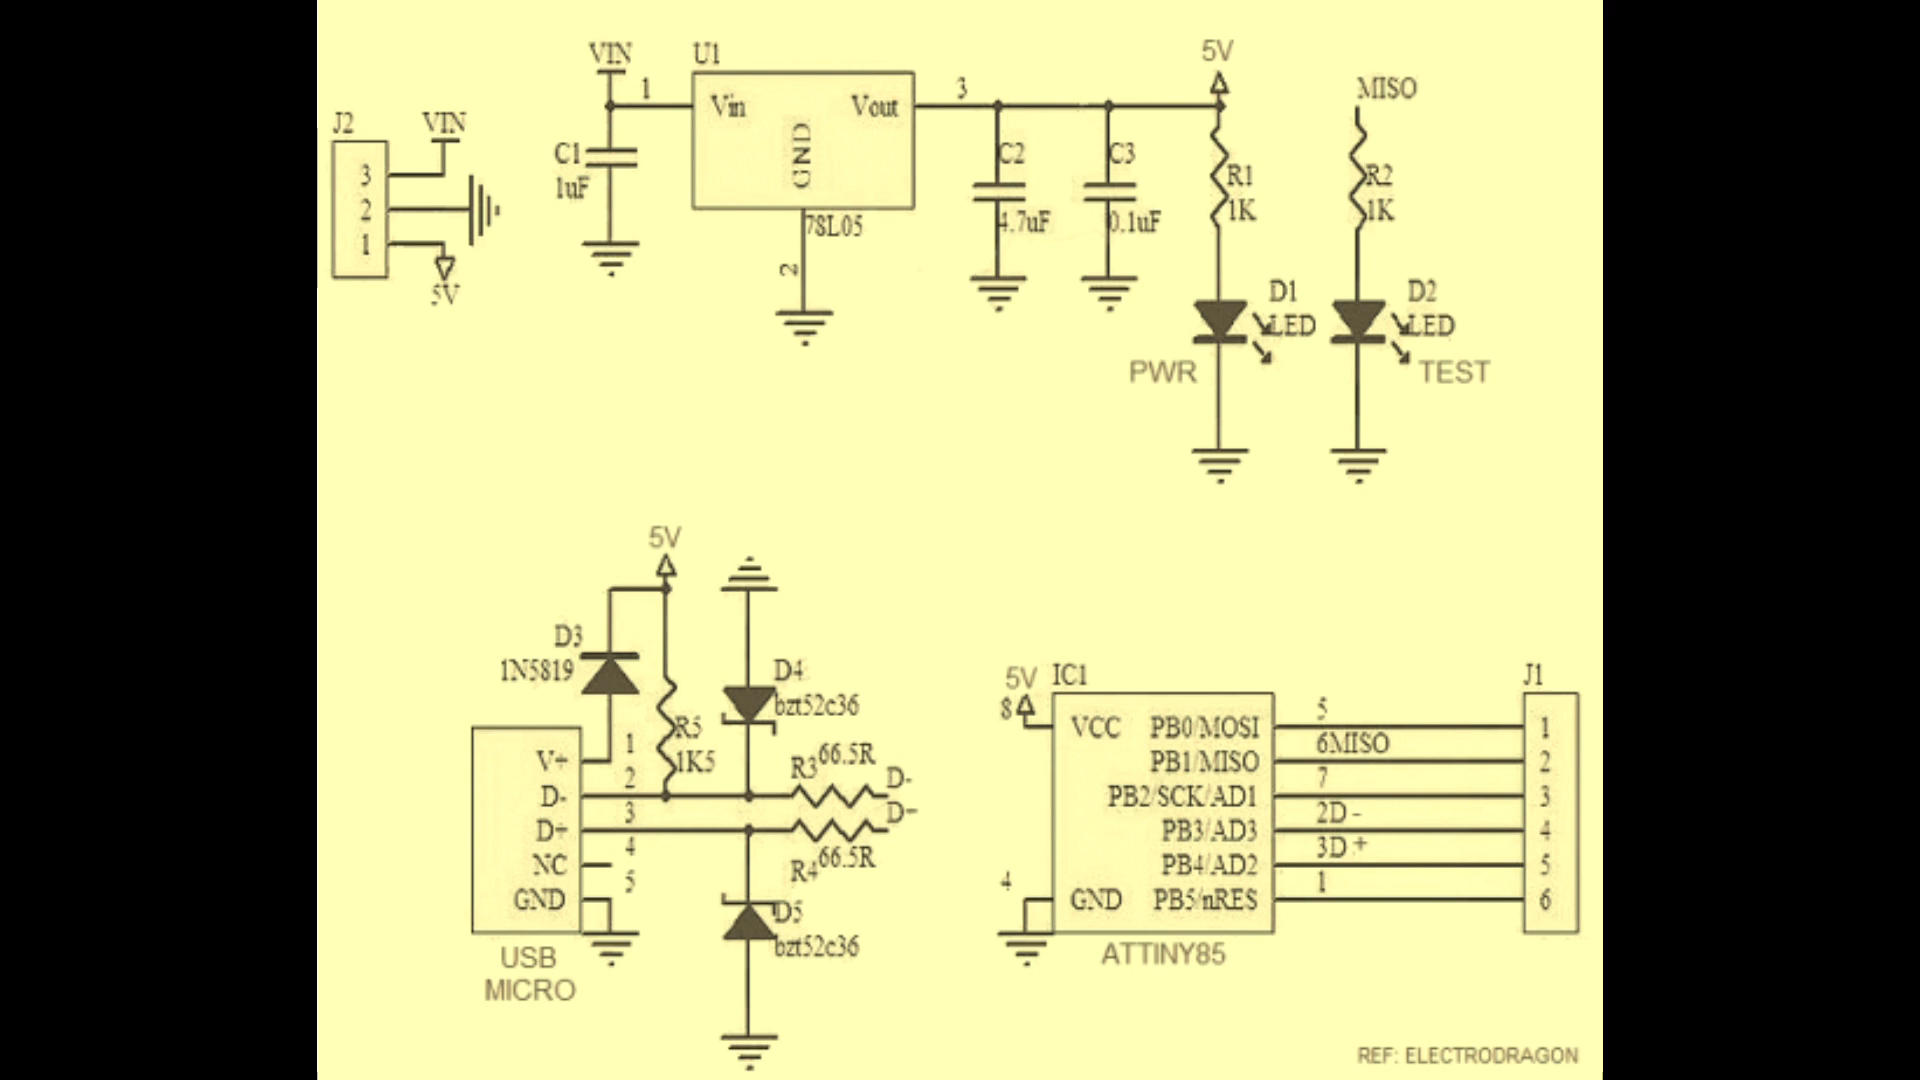 VIN
U1
5V
1
Vin
Vout
3
MISO
GND
78L05
2
J2
VIN
3
2
1
5V
C1
1uF
C2
4.7uF
C3
0.1uF
R1
1K
R2
1K
D1
LED
PWR
D2
LED
TEST
5V
D3
1N5819
R5
1K5
D4
bzt52c36
V+
D-
D+
NC
GND
1
2
3
4
5
R3
66.5R
D-
D+
R4
66.5R
D5
bzt52c36
USB
MICRO
5V
IC1
J1
8
VCC
PB0/MOSI
5
1
PB1/MISO
6MISO
2
PB2/SCK/AD1
7
3
PB3/AD3
2D -
4
PB4/AD2
3D +
5
4
GND
PB5/nRES
1
6
ATTINY85
REF: ELECTRODRAGON